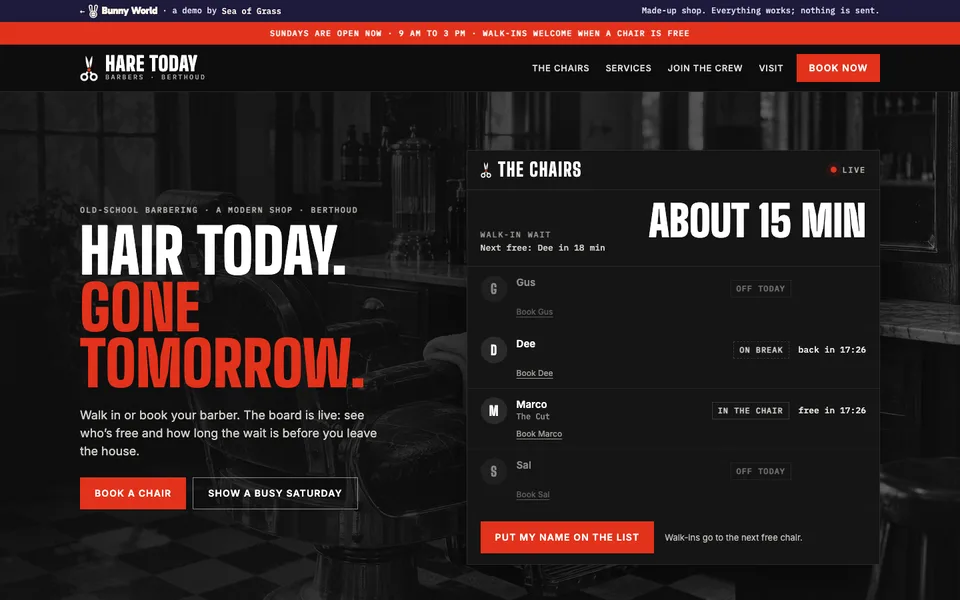 ← Bunny World · a demo by Sea of Grass
Made-up shop. Everything works; nothing is sent.
SUNDAYS ARE OPEN NOW · 9 AM TO 3 PM · WALK-INS WELCOME WHEN A CHAIR IS FREE
HARE TODAY
BARBERS · BERTHOUD
THE CHAIRS
SERVICES
JOIN THE CREW
VISIT
BOOK NOW
OLD-SCHOOL BARBERING · A MODERN SHOP · BERTHOUD
HAIR TODAY.
GONE
TOMORROW.
Walk in or book your barber. The board is live: see
who's free and how long the wait is before you leave
the house.
BOOK A CHAIR
SHOW A BUSY SATURDAY
THE CHAIRS
LIVE
WALK-IN WAIT
Next free: Dee in 18 min
ABOUT 15 MIN
G
Gus
OFF TODAY
Book Gus
D
Dee
ON BREAK
back in 17:26
Book Dee
M
Marco
The Cut
IN THE CHAIR
free in 17:26
Book Marco
S
Sal
OFF TODAY
Book Sal
PUT MY NAME ON THE LIST
Walk-ins go to the next free chair.